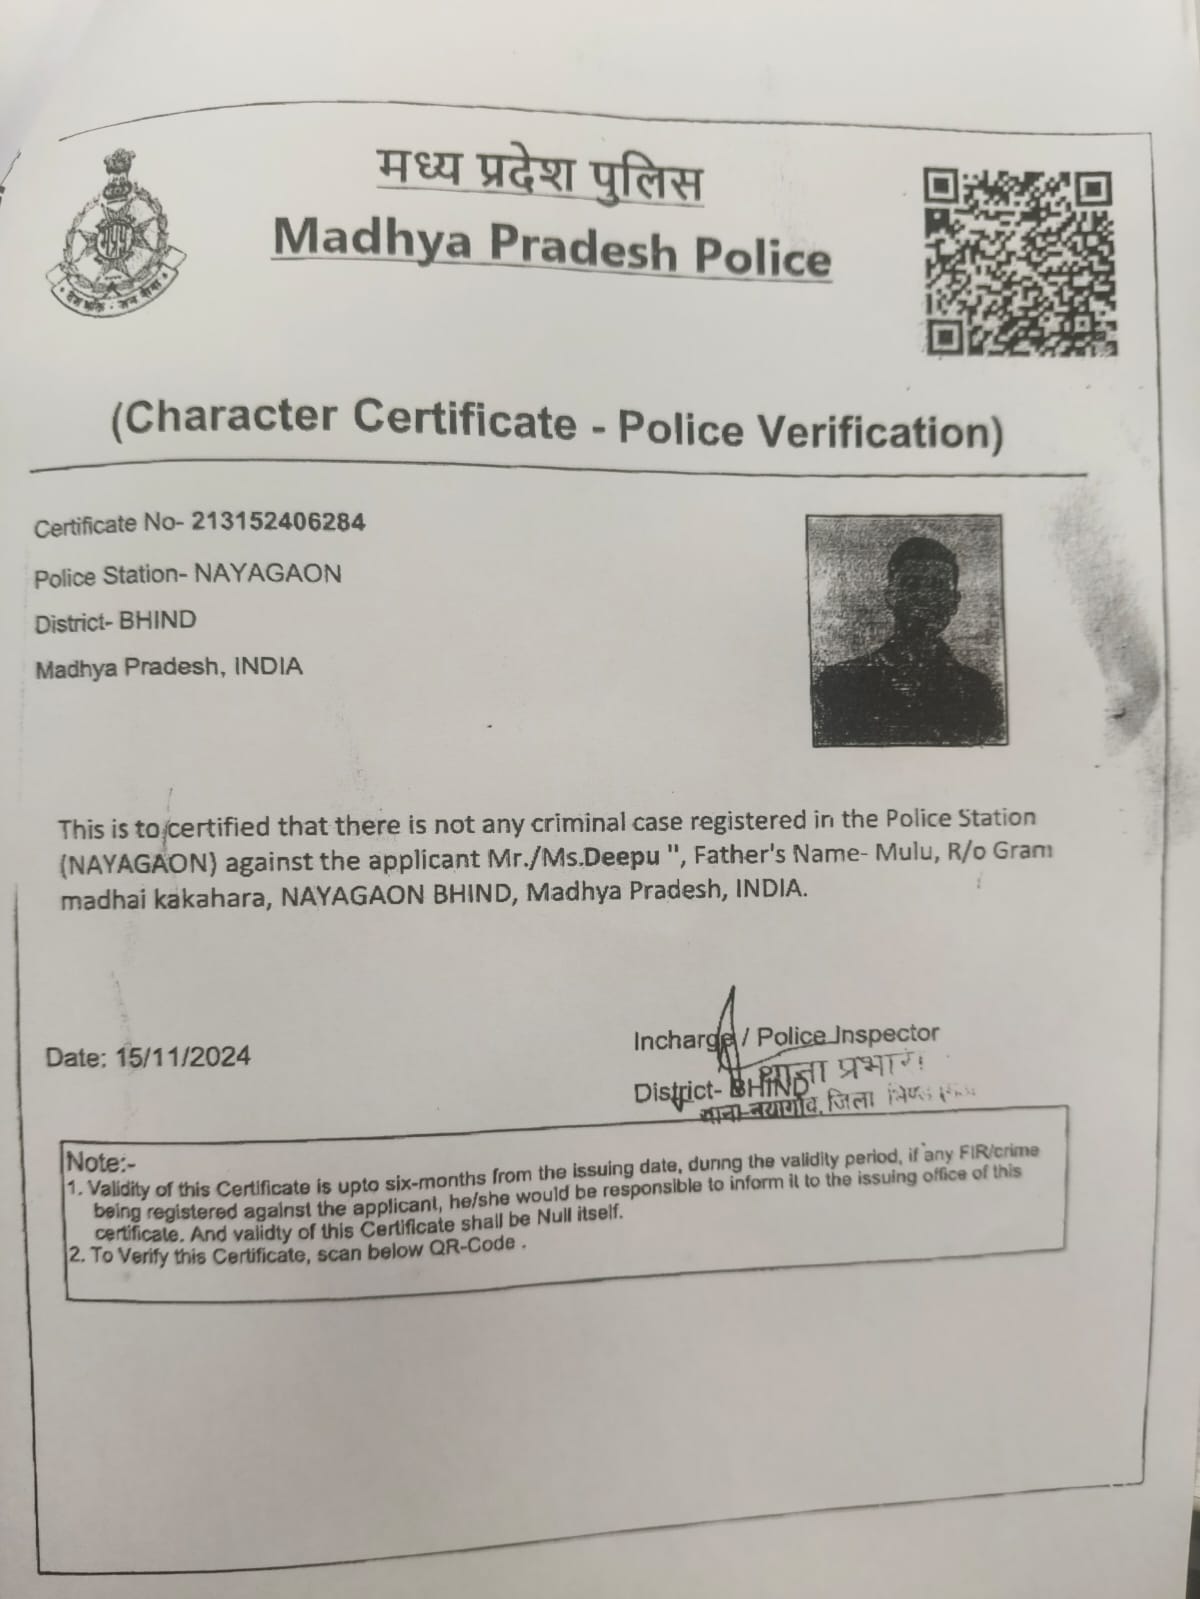 मध्य प्रदेश पुलिस
Madhya Pradesh Police
(Character Certificate - Police Verification)
Certificate No- 213152406284
Police Station- NAYAGAON
District- BHIND
Madhya Pradesh, INDIA
This is to certified that there is not any criminal case registered in the Police Station
(NAYAGAON) against the applicant Mr./Ms.Deepu ", Father's Name- Mulu, R/o Gram
madhai kakahara, NAYAGAON BHIND, Madhya Pradesh, INDIA.
Date: 15/11/2024
Incharge / Police Inspector
थाना प्रभारी
District- BHIND
थाना-नयागाँव, जिला
Note:-
1. Validity of this Certificate is upto six-months from the issuing date, during the validity period, if any FIR/crime
being registered against the applicant, he/she would be responsible to inform it to the issuing office of this
certificate. And validty of this Certificate shall be Null itself.
2. To Verify this Certificate, scan below QR-Code .